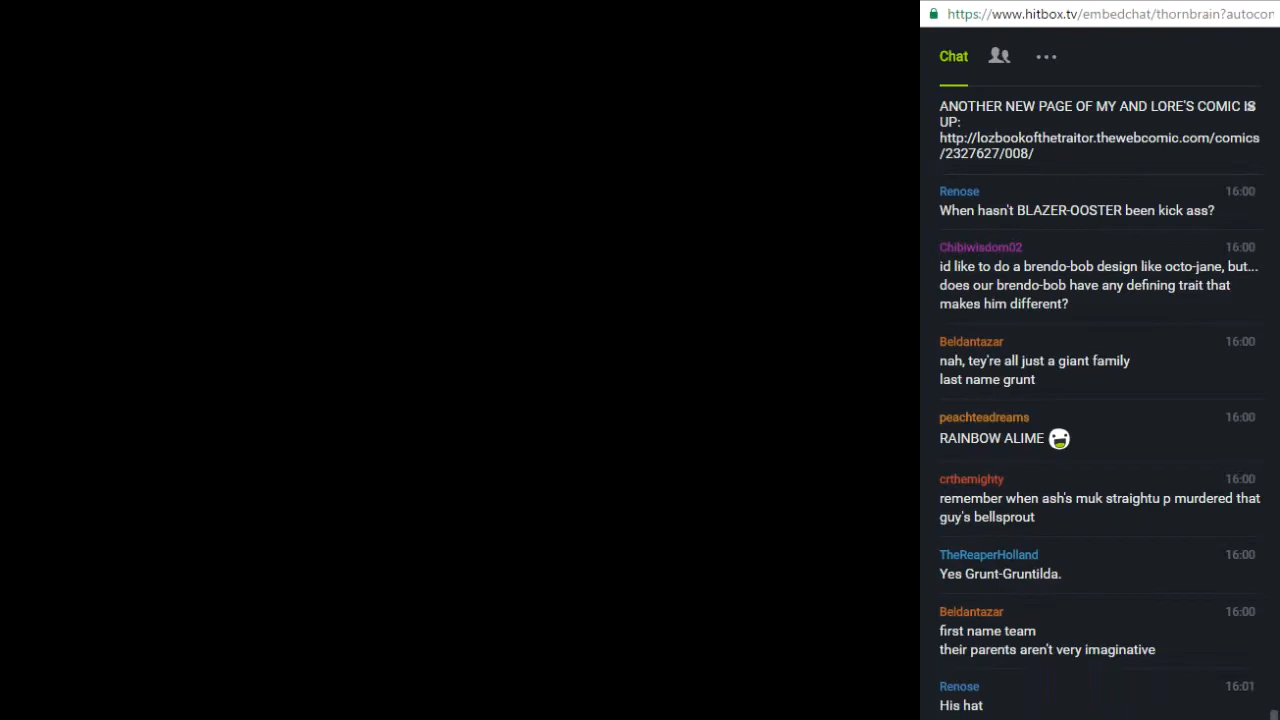 https://www.hitbox.tv/embedchat/thornbrain?autocon
Chat
ANOTHER NEW PAGE OF MY AND LORE'S COMIC IS
UP:
http://lozbookofthetraitor.thewebcomic.com/comics
/2327627/008/
Renose 16:00
When hasn't BLAZER-OOSTER been kick ass?
Chibiwisdom02 16:00
id like to do a brendo-bob design like octo-jane, but...
does our brendo-bob have any defining trait that
makes him different?
Beldantazar 16:00
nah, tey're all just a giant family
last name grunt
peachteadreams 16:00
RAINBOW ALIME
crthemighty 16:00
remember when ash's muk straightu p murdered that
guy's bellsprout
TheReaperHolland 16:00
Yes Grunt-Gruntilda.
Beldantazar 16:00
first name team
their parents aren't very imaginative
Renose 16:01
His hat